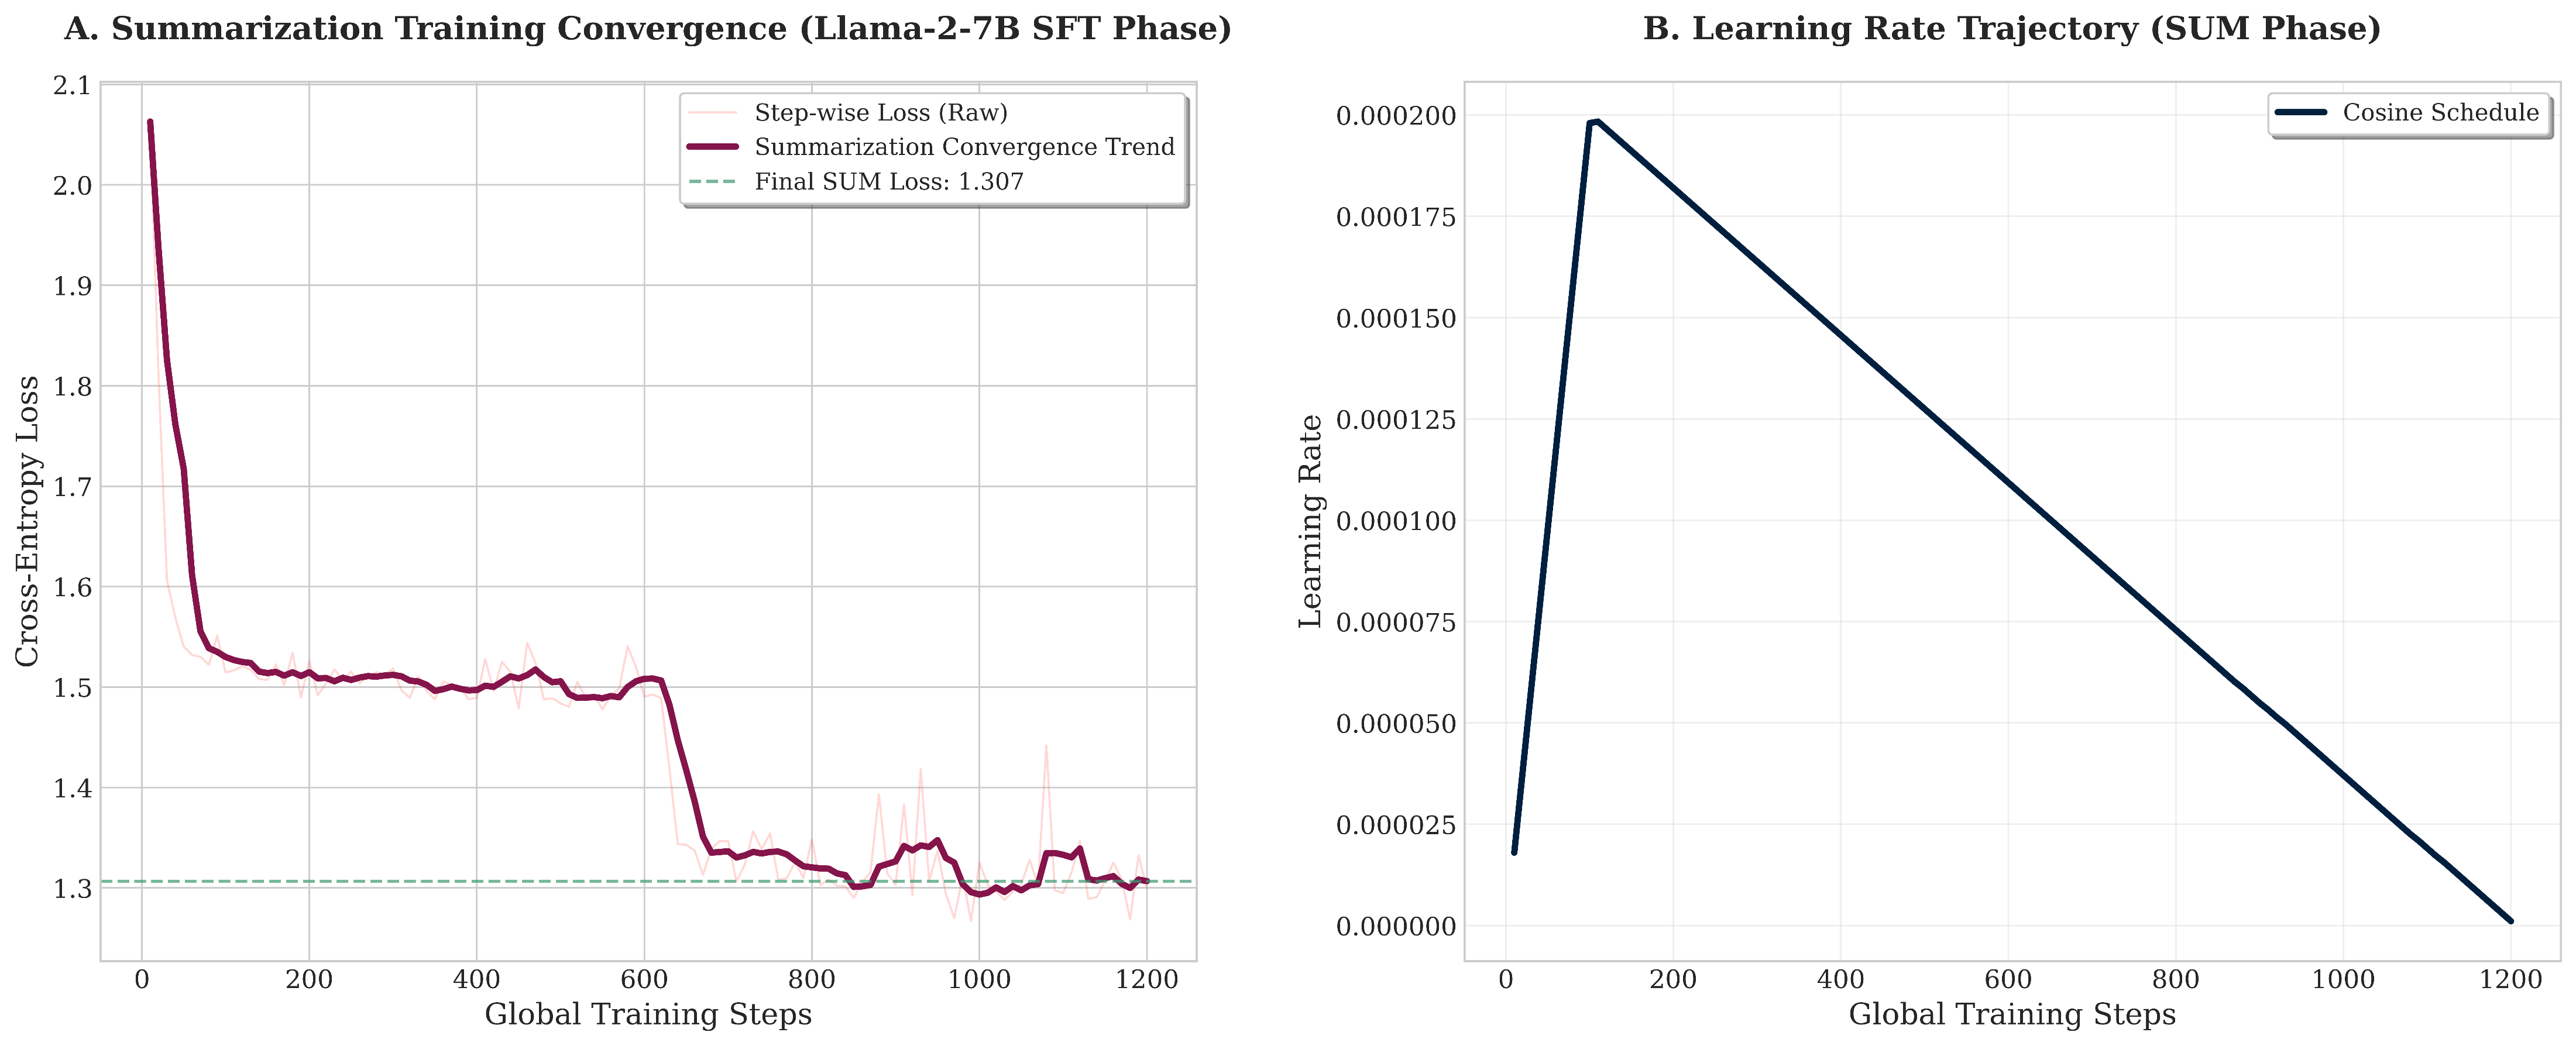 A. Summarization Training Convergence (Llama-2-7B SFT Phase)
2.1
2.0
1.9
1.8
1.7
1.6
1.5
1.4
1.3
Cross-Entropy Loss
Step-wise Loss (Raw)
Summarization Convergence Trend
Final SUM Loss: 1.307
0 200 400 600 800 1000 1200
Global Training Steps
B. Learning Rate Trajectory (SUM Phase)
0.000200
0.000175
0.000150
0.000125
0.000100
0.000075
0.000050
0.000025
0.000000
Learning Rate
Cosine Schedule
0 200 400 600 800 1000 1200
Global Training Steps